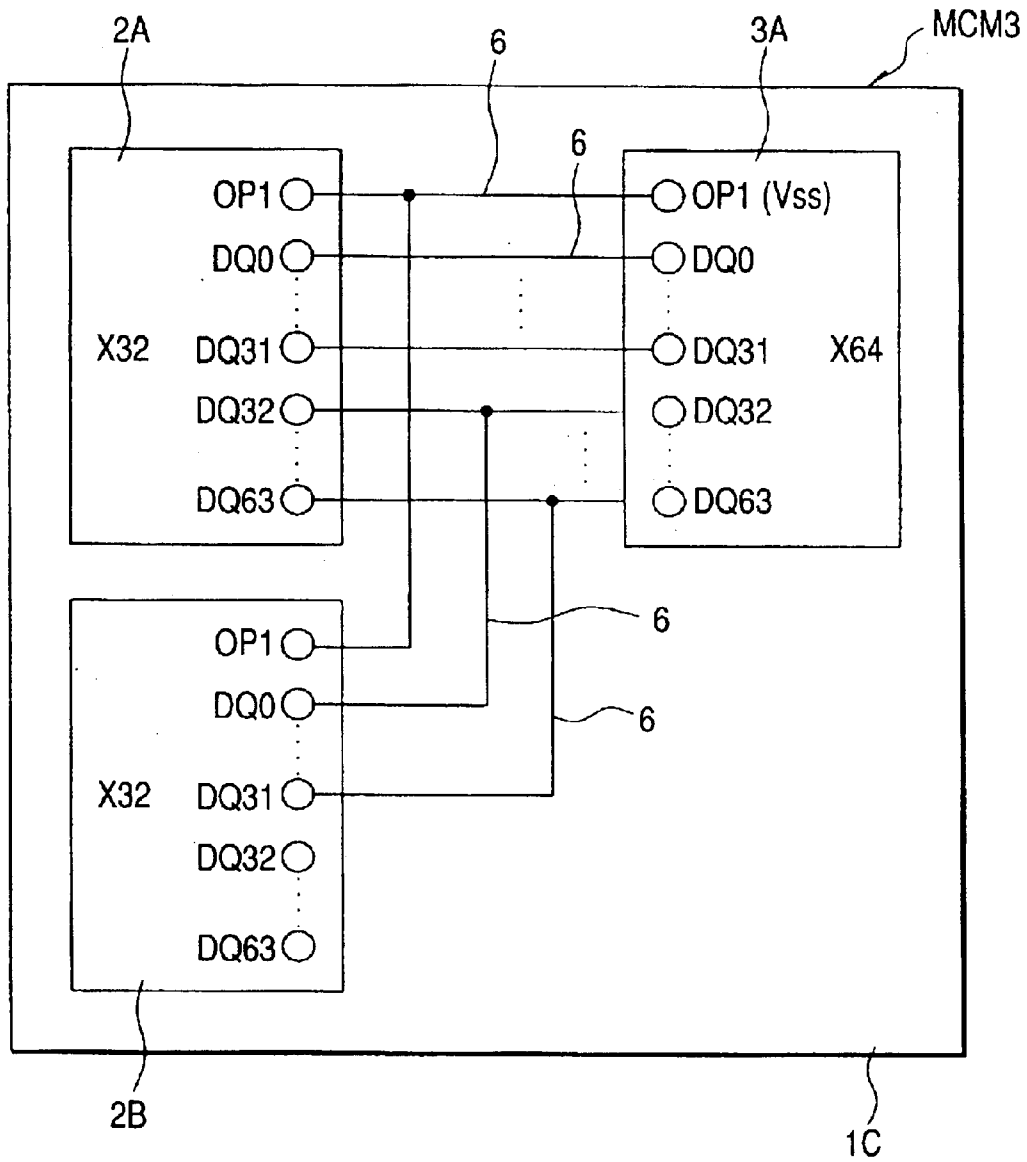 2A
6
3A
MCM3
6
OP1
OP1 (Vss)
DQ0
DQ0
X32
DQ31
DQ31
X64
DQ32
DQ32
DQ63
DQ63
OP1
6
DQ0
6
X32
DQ31
DQ32
DQ63
2B
1C